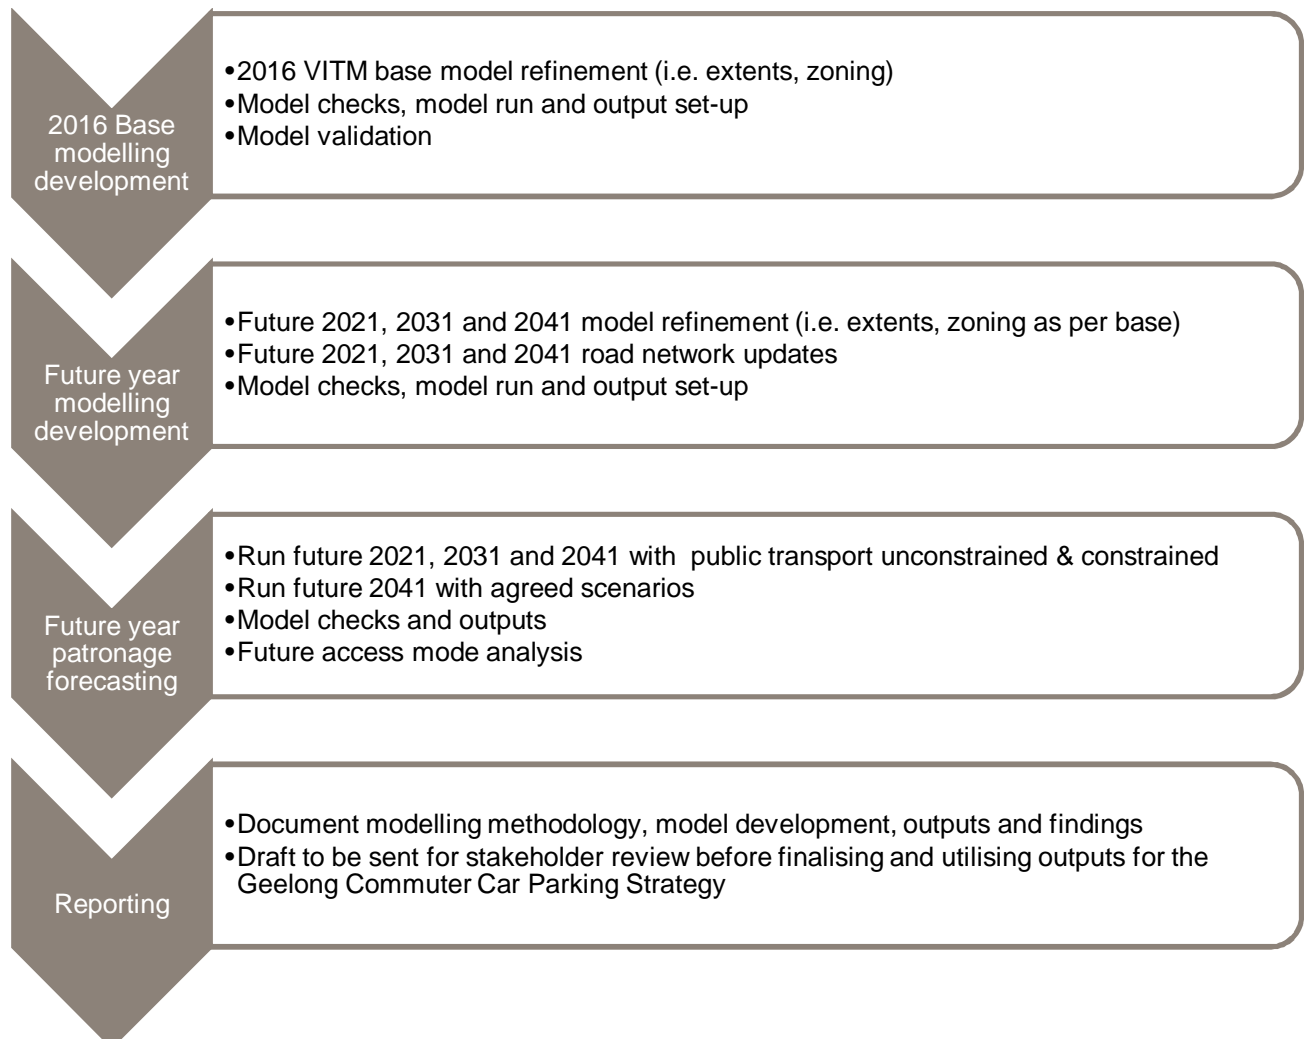 2016 Base
modelling
development
•2016 VITM base model refinement (i.e. extents, zoning)
•Model checks, model run and output set-up
•Model validation
Future year
modelling
development
•Future 2021, 2031 and 2041 model refinement (i.e. extents, zoning as per base)
•Future 2021, 2031 and 2041 road network updates
•Model checks, model run and output set-up
Future year
patronage
forecasting
•Run future 2021, 2031 and 2041 with public transport unconstrained & constrained
•Run future 2041 with agreed scenarios
•Model checks and outputs
•Future access mode analysis
Reporting
•Document modelling methodology, model development, outputs and findings
•Draft to be sent for stakeholder review before finalising and utilising outputs for the
Geelong Commuter Car Parking Strategy